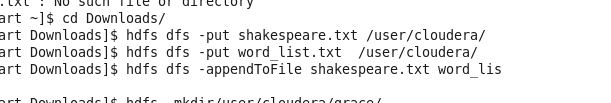 .txt : No such file or directory
art ~]$ cd Downloads/
art Downloads]$ hdfs dfs -put shakespeare.txt /user/cloudera/
art Downloads]$ hdfs dfs -put word_list.txt  /user/cloudera/
art Downloads]$ hdfs dfs -appendToFile shakespeare.txt word_lis
art Downloads]$ hdfs -mkdir/user/cloudera/grace/